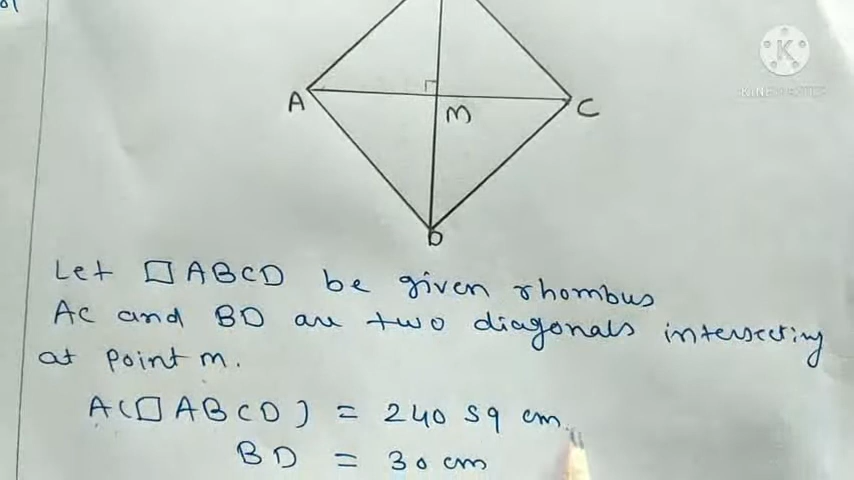 K
KINEMASTER
A
C
M
B
Let □ABCD be given rhombus
AC and BD are two diagonals intersecting
at point m.
A(□ABCD) = 240 sq cm.
BD = 30 cm